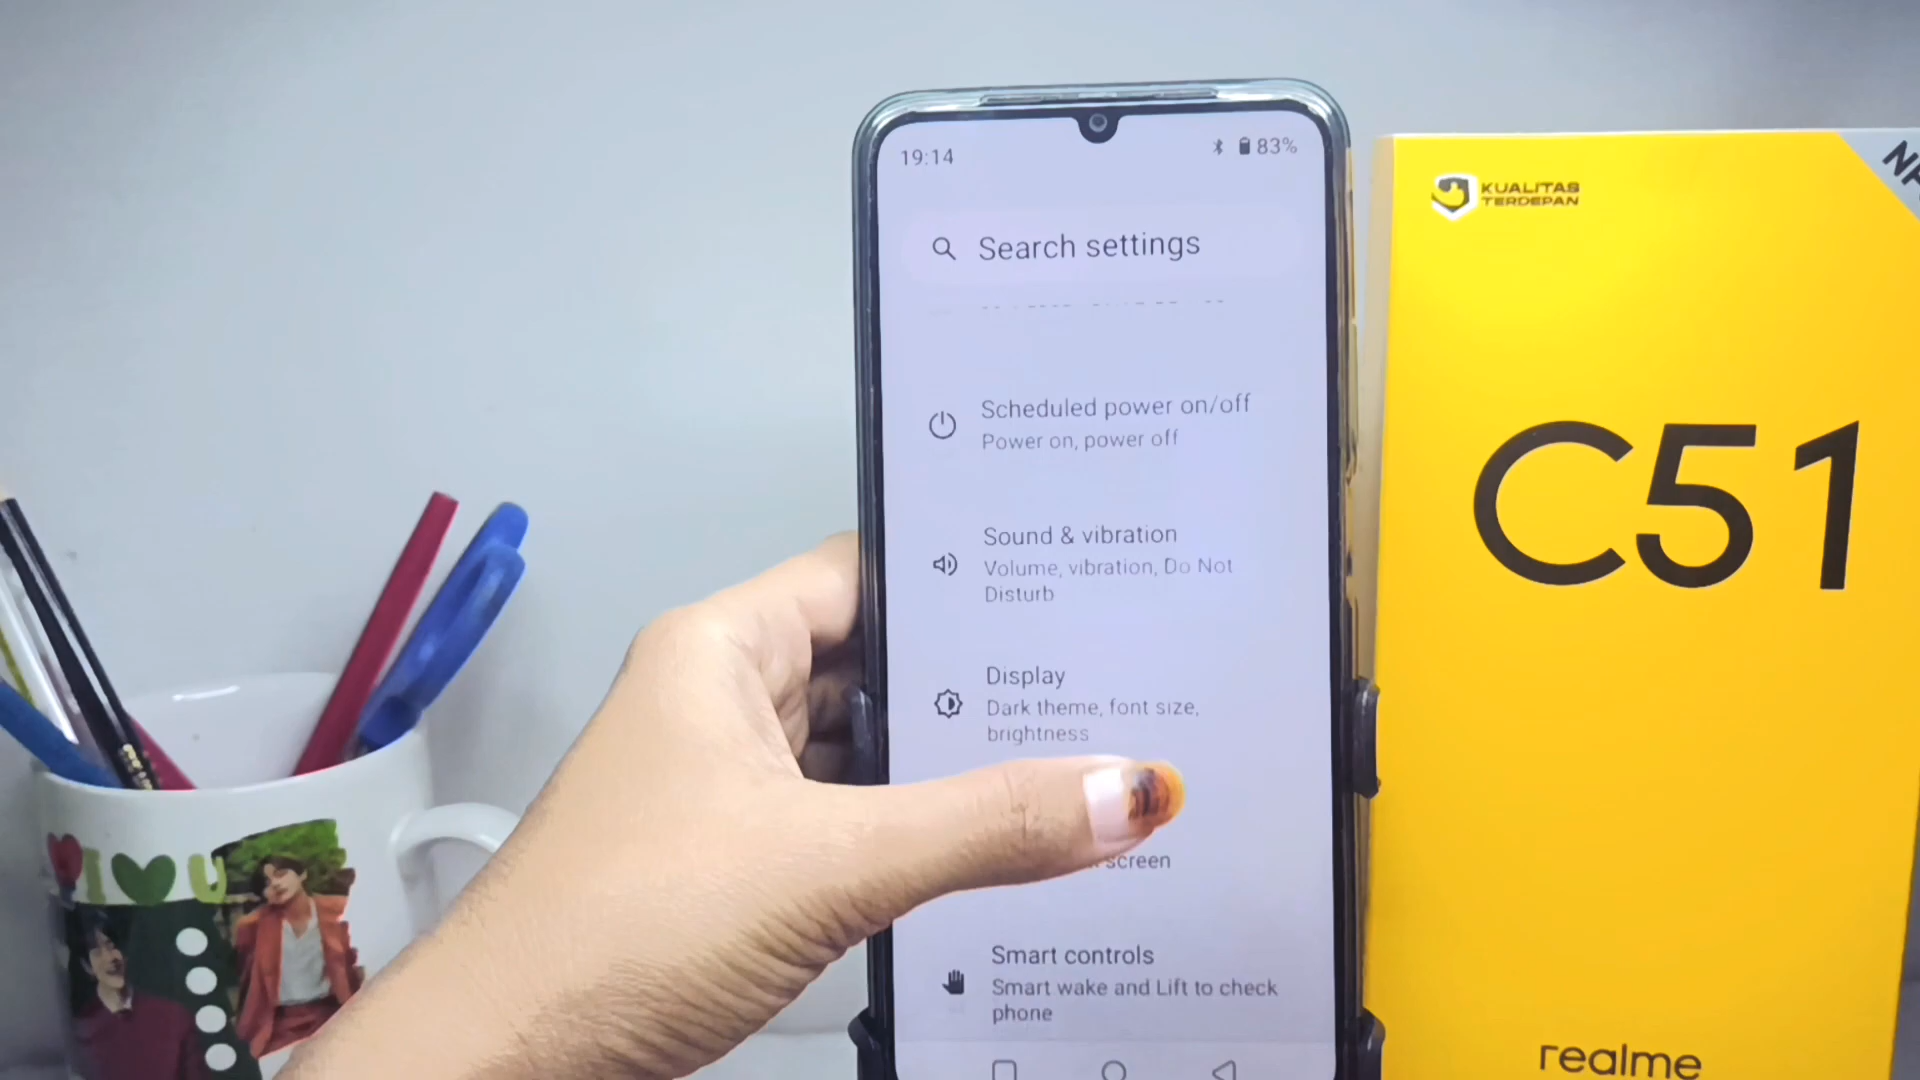 19:14
83%
Search settings
Scheduled power on/off
Power on, power off
Sound & vibration
Volume, vibration, Do Not
Disturb
Display
Dark theme, font size,
brightness
screen
Smart controls
Smart wake and Lift to check
phone
KUALITAS
TERDEPAN
C51
realme
I U